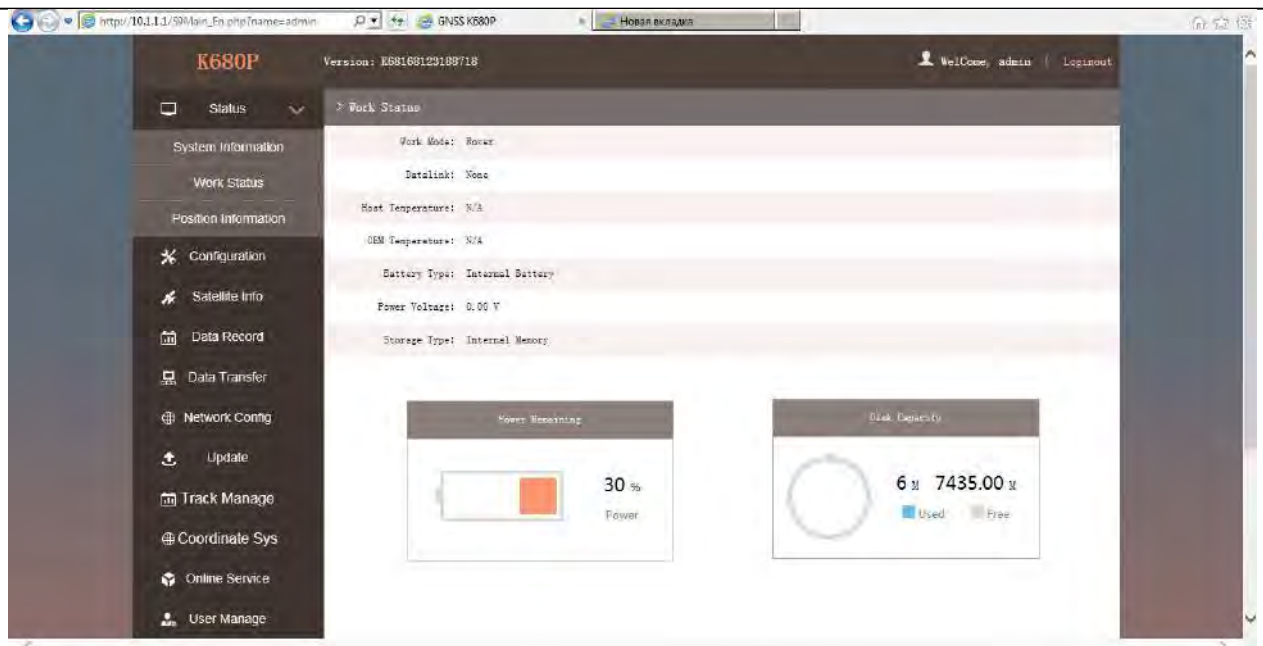 http://10.1.1.1/S9Main_En.php?name=admin
GNSS K680P
Новая вкладка
K680P
Version: K68168123188718
WelCome, admin | Loginout
Status
> Work Status
System Information
Work Status
Position Information
Configuration
Satellite Info
Data Record
Data Transfer
Network Config
Update
Track Manage
Coordinate Sys
Online Service
User Manage
Work Mode: Rover
Datalink: None
Host Temperature: N/A
OEM Temperature: N/A
Battery Type: Internal Battery
Power Voltage: 0.00 V
Storage Type: Internal Memory
Power Remaining
30 %
Power
Disk Capacity
6 M 7435.00 M
Used Free